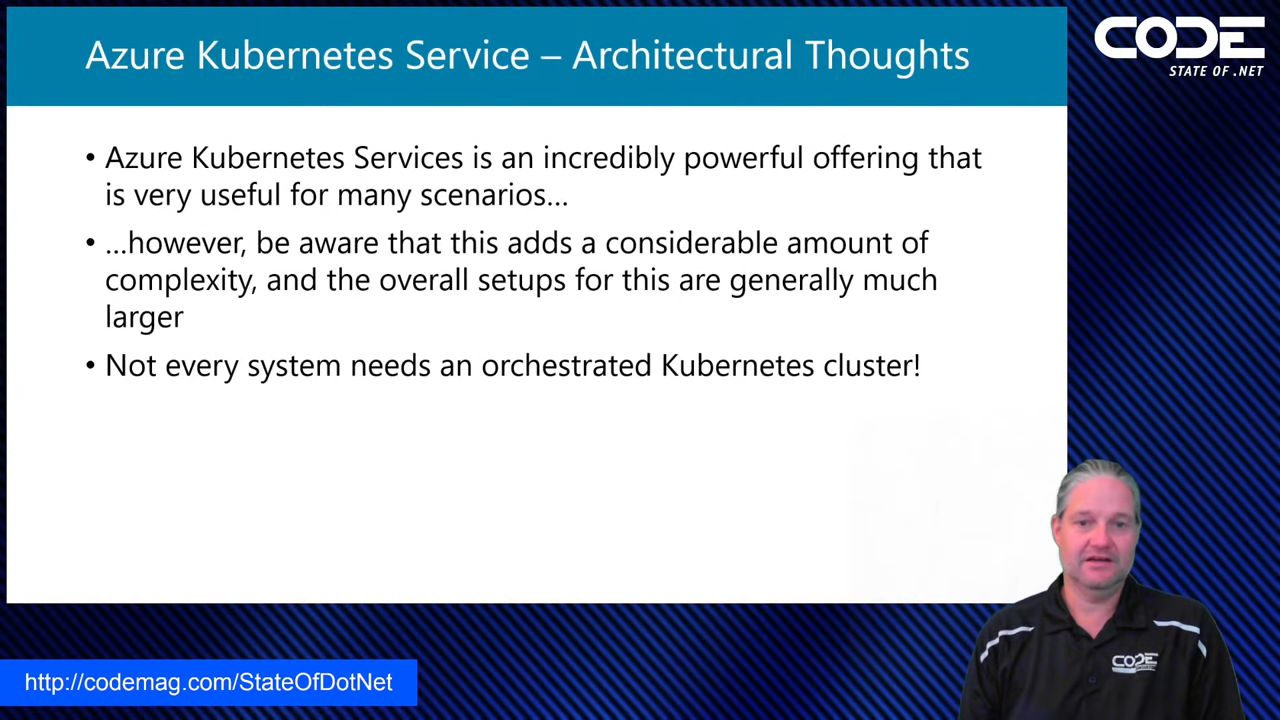 Azure Kubernetes Service – Architectural Thoughts
CODE
STATE OF .NET
• Azure Kubernetes Services is an incredibly powerful offering that
is very useful for many scenarios…
• …however, be aware that this adds a considerable amount of
complexity, and the overall setups for this are generally much
larger
• Not every system needs an orchestrated Kubernetes cluster!
CODE
http://codemag.com/StateOfDotNet